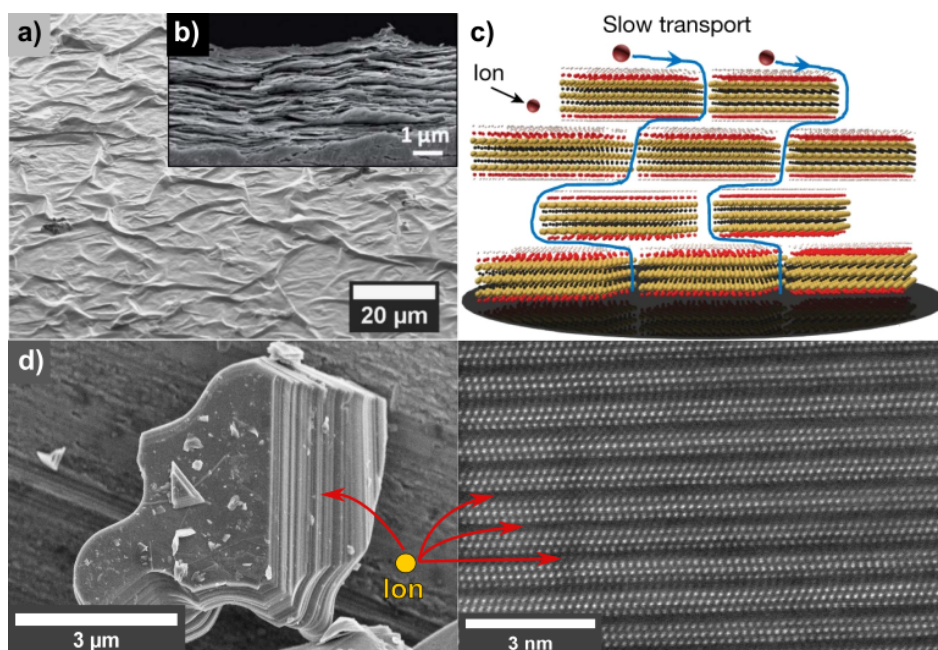 a)
b)
1 µm
20 µm
c)
Slow transport
Ion
d)
Ion
3 µm
3 nm